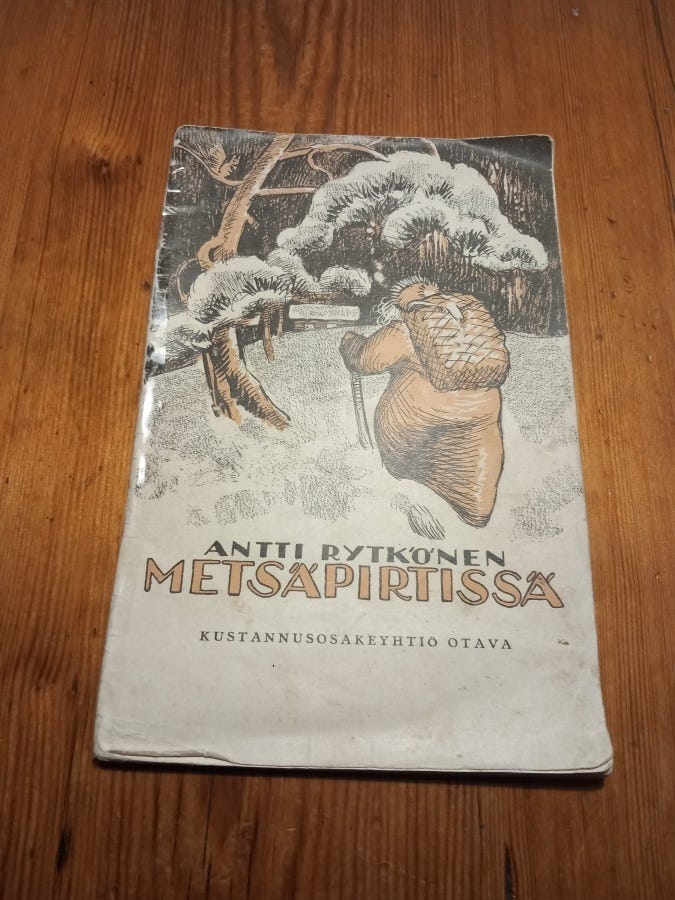 ANTTI RYTKÖNEN
METSÄPIRTISSÄ
KUSTANNUSOSAKEYHTIÖ OTAVA